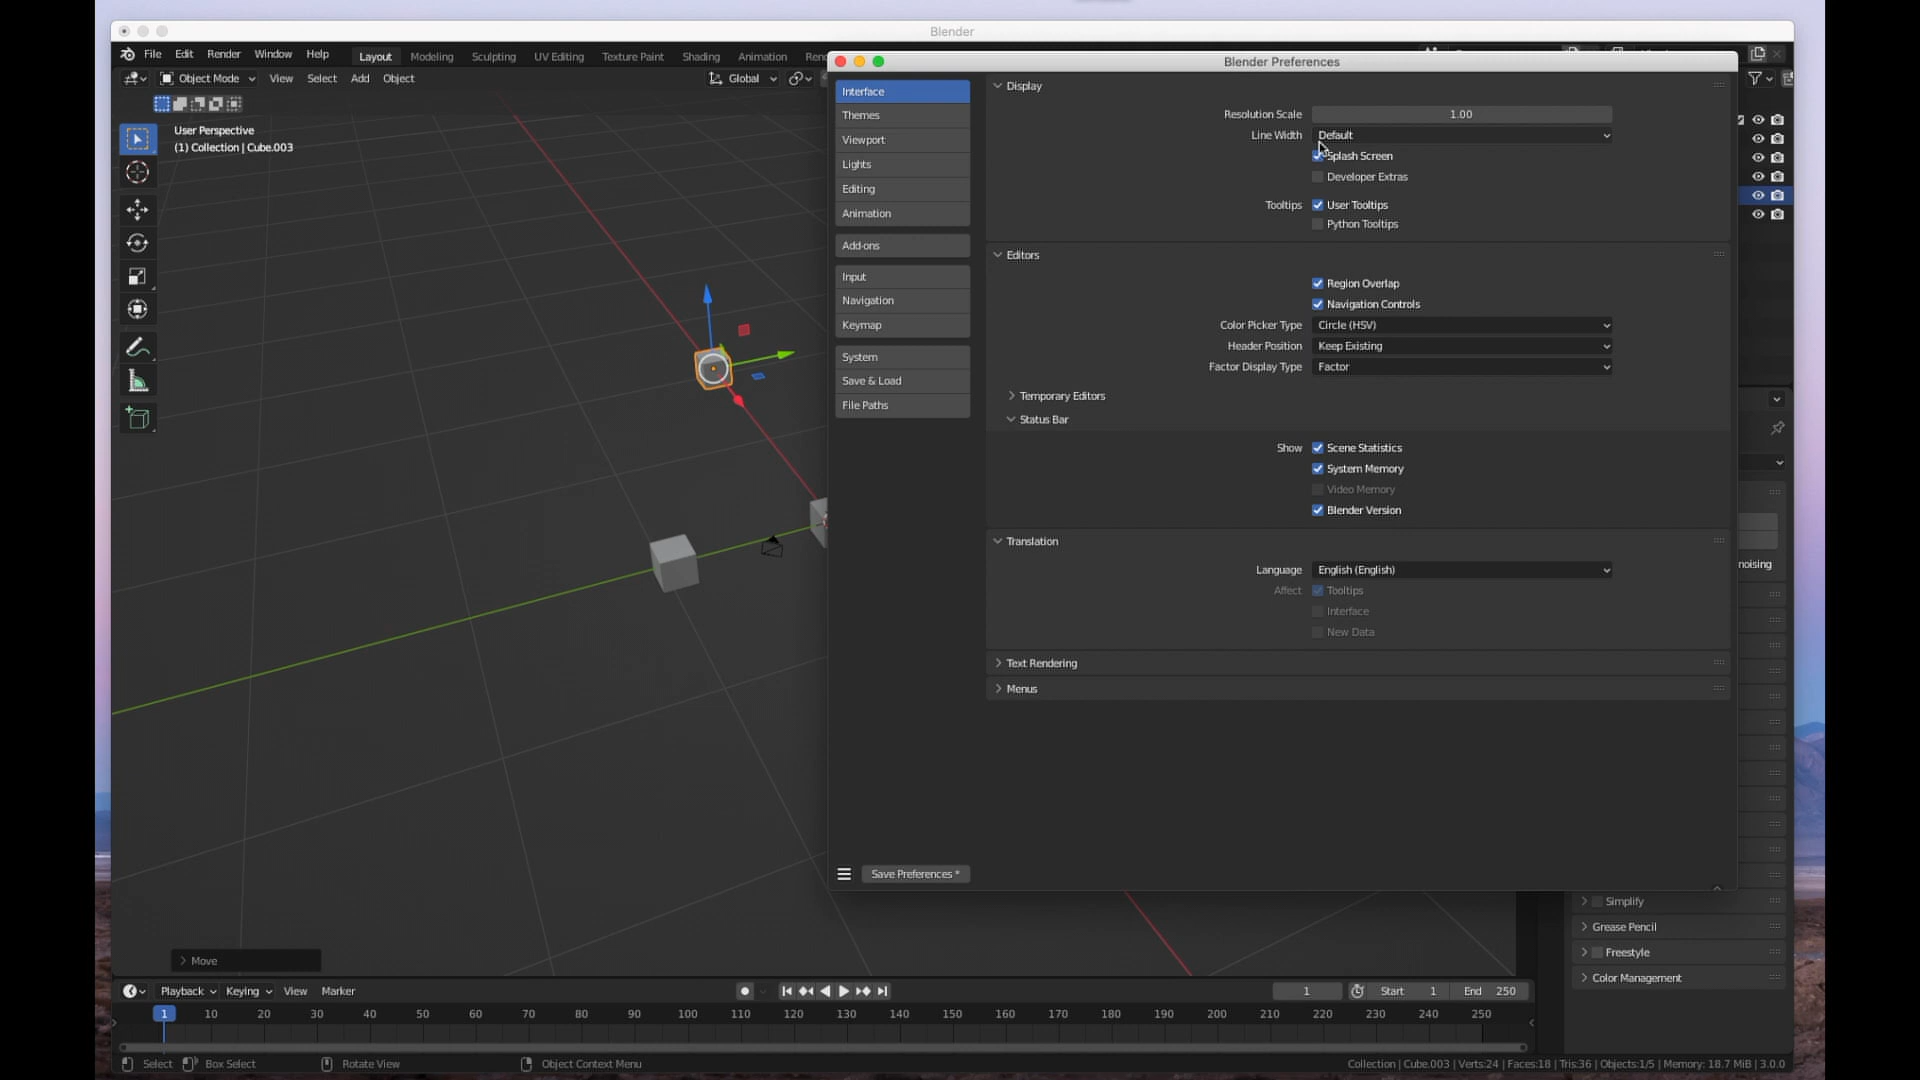 Blender
File Edit Render Window Help
Layout Modeling Sculpting UV Editing Texture Paint Shading Animation
Object Mode View Select Add Object Global
User Perspective
(1) Collection | Cube.003
Blender Preferences
Interface
Themes
Viewport
Lights
Editing
Animation
Add-ons
Input
Navigation
Keymap
System
Save & Load
File Paths
Save Preferences *
Display
Resolution Scale 1.00
Line Width Default
Splash Screen
Developer Extras
Tooltips User Tooltips
Python Tooltips
Editors
Region Overlap
Navigation Controls
Color Picker Type Circle (HSV)
Header Position Keep Existing
Factor Display Type Factor
Temporary Editors
Status Bar
Show Scene Statistics
System Memory
Video Memory
Blender Version
Translation
Language English (English)
Affect Tooltips
Interface
New Data
Text Rendering
Menus
noising
Simplify
Grease Pencil
Freestyle
Color Management
Move
Playback Keying View Marker 1 Start 1 End 250
1 10 20 30 40 50 60 70 80 90 100 110 120 130 140 150 160 170 180 190 200 210 220 230 240 250
Select Box Select Rotate View Object Context Menu Collection | Cube.003 | Verts:24 | Faces:18 | Tris:36 | Objects:1/5 | Memory: 18.7 MiB | 3.0.0